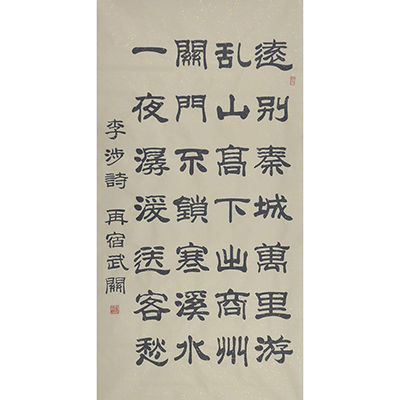 遠别秦城萬里游
乱山高下出商州
關門不鎖寒溪水
一夜潺湲送客愁
李涉詩 再宿武關